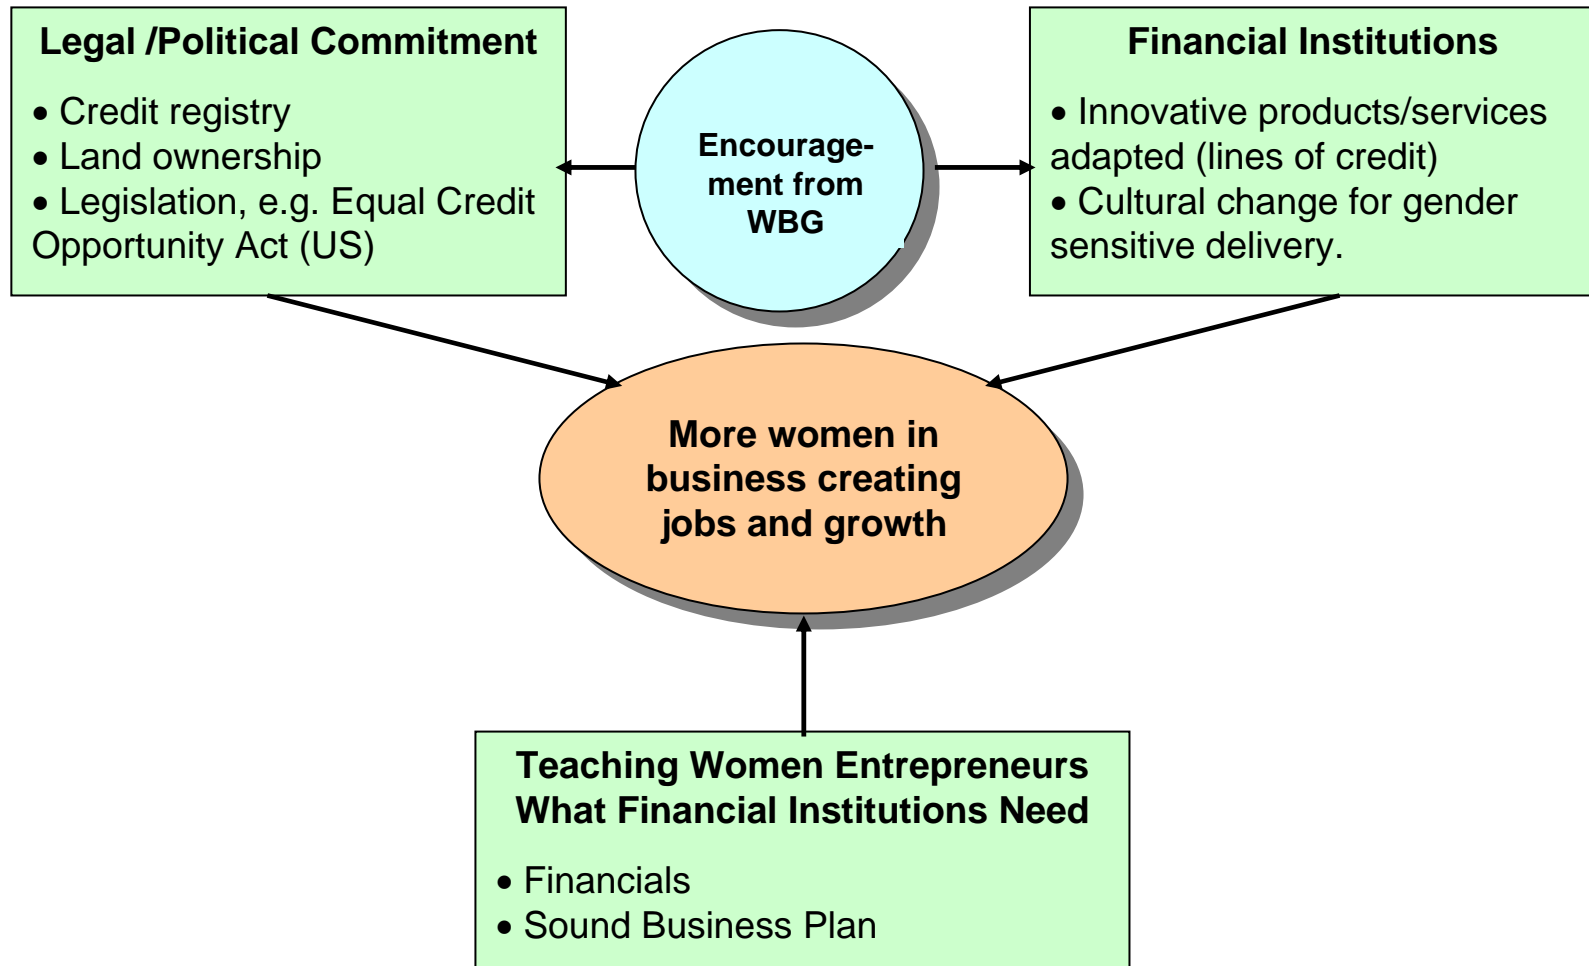 Legal /Political Commitment
• Credit registry
• Land ownership
• Legislation, e.g. Equal Credit
Opportunity Act (US)
Encourage-
ment from
WBG
Financial Institutions
• Innovative products/services
adapted (lines of credit)
• Cultural change for gender
sensitive delivery.
More women in
business creating
jobs and growth
Teaching Women Entrepreneurs
What Financial Institutions Need
• Financials
• Sound Business Plan